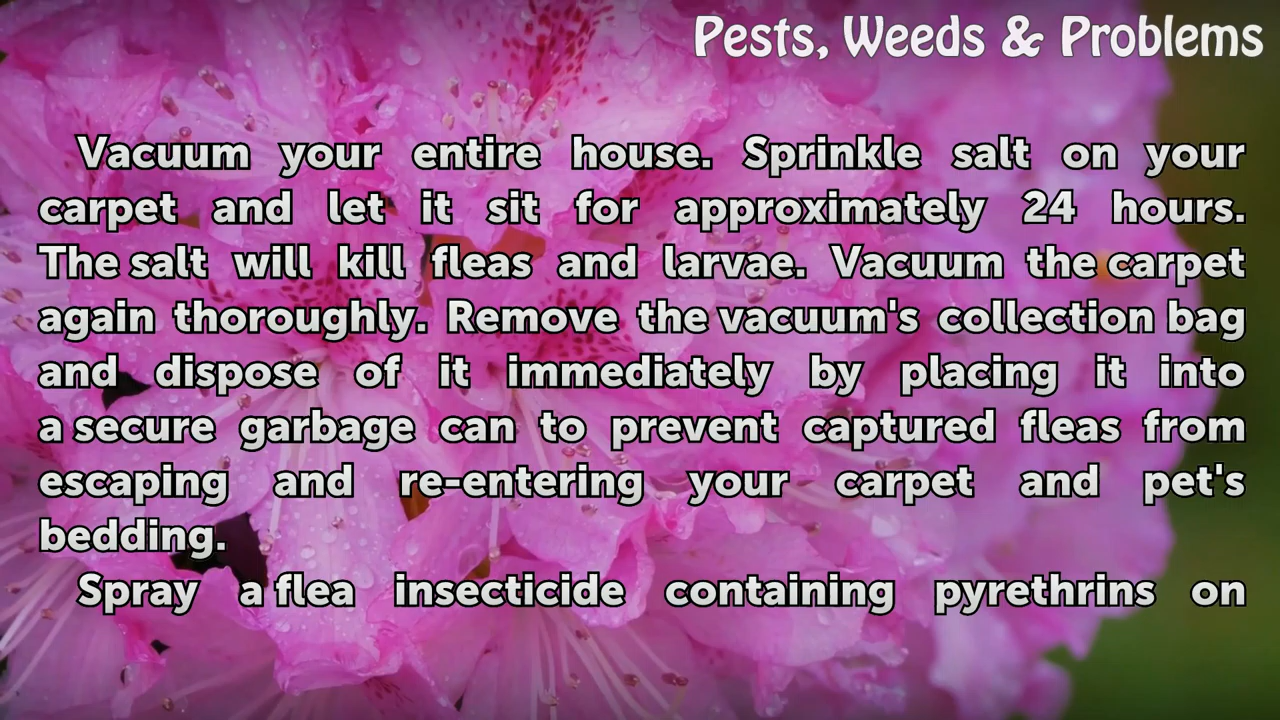 Pests, Weeds & Problems
Vacuum your entire house. Sprinkle salt on your
carpet and let it sit for approximately 24 hours.
The salt will kill fleas and larvae. Vacuum the carpet
again thoroughly. Remove the vacuum's collection bag
and dispose of it immediately by placing it into
a secure garbage can to prevent captured fleas from
escaping and re-entering your carpet and pet's
bedding.
Spray a flea insecticide containing pyrethrins on